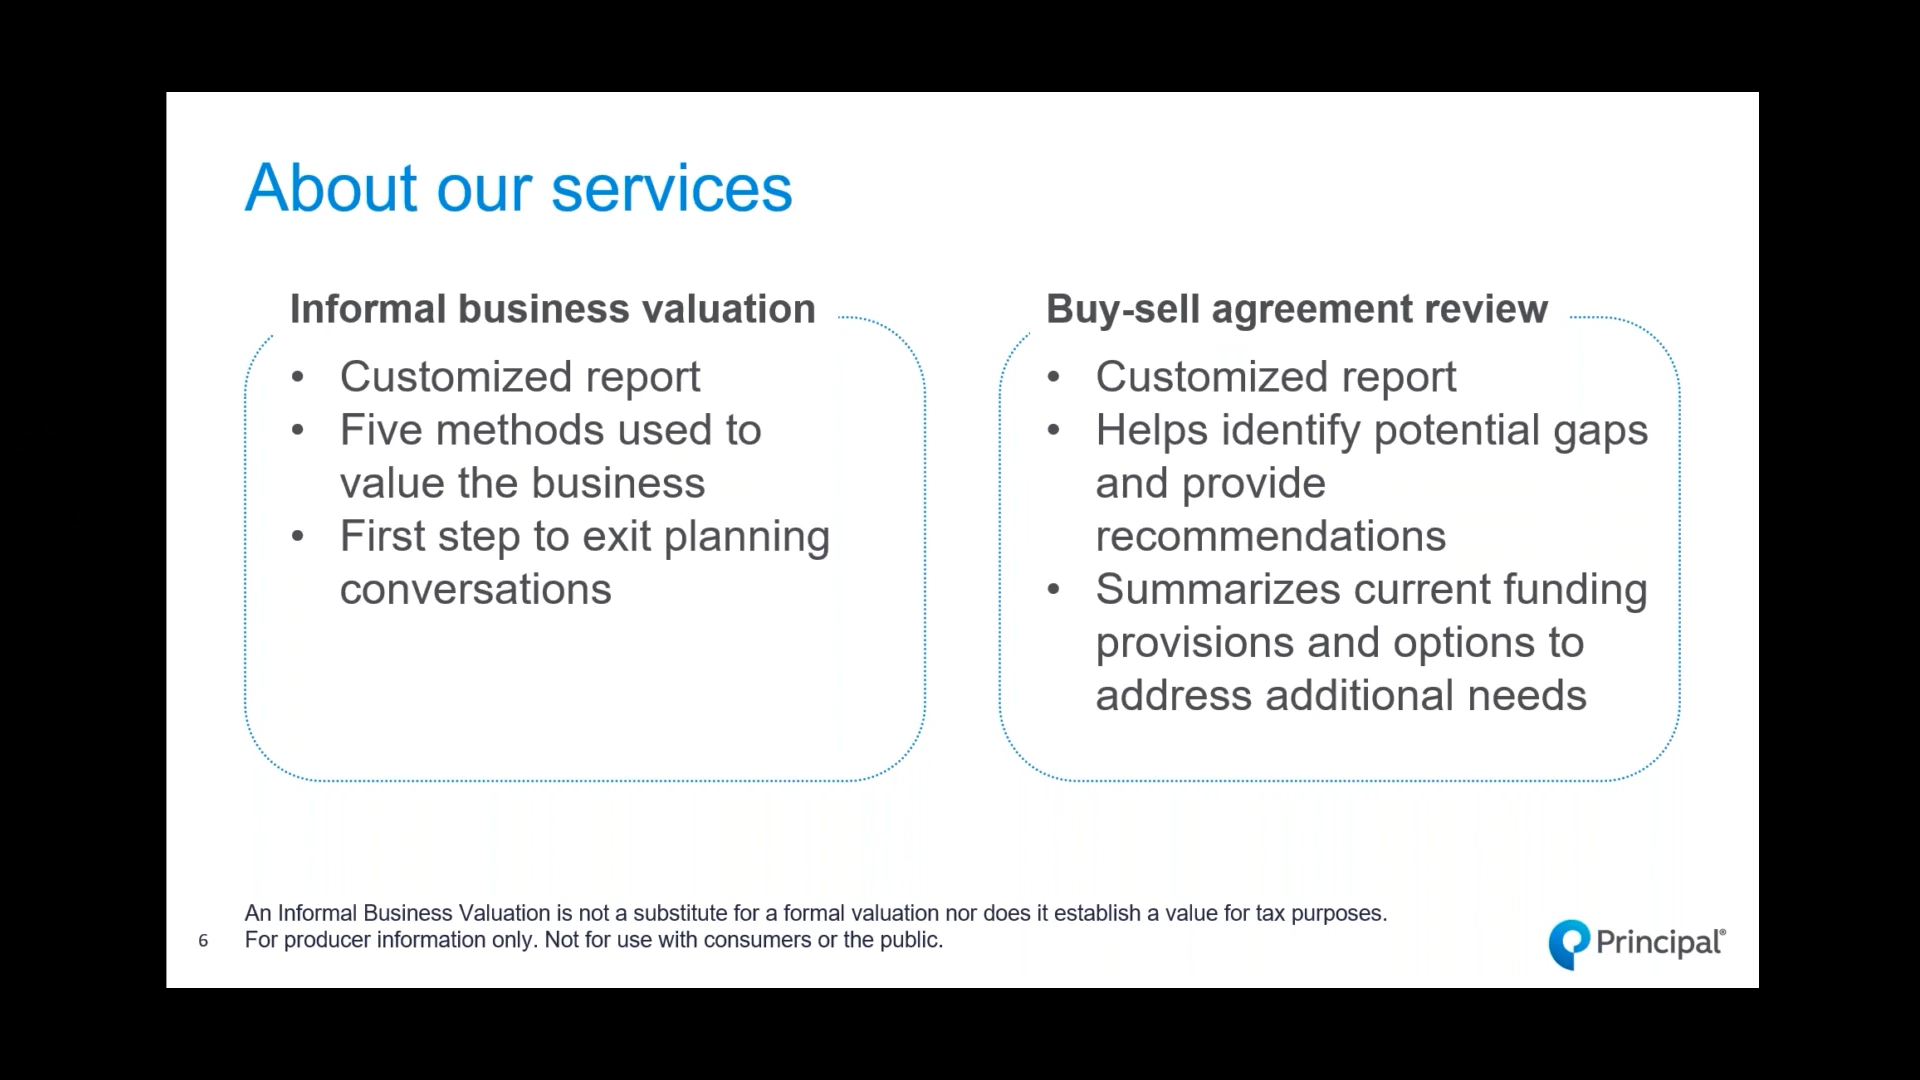 About our services
Informal business valuation
• Customized report
• Five methods used to
value the business
• First step to exit planning
conversations
Buy-sell agreement review
• Customized report
• Helps identify potential gaps
and provide
recommendations
• Summarizes current funding
provisions and options to
address additional needs
An Informal Business Valuation is not a substitute for a formal valuation nor does it establish a value for tax purposes.
6 For producer information only. Not for use with consumers or the public.
Principal®